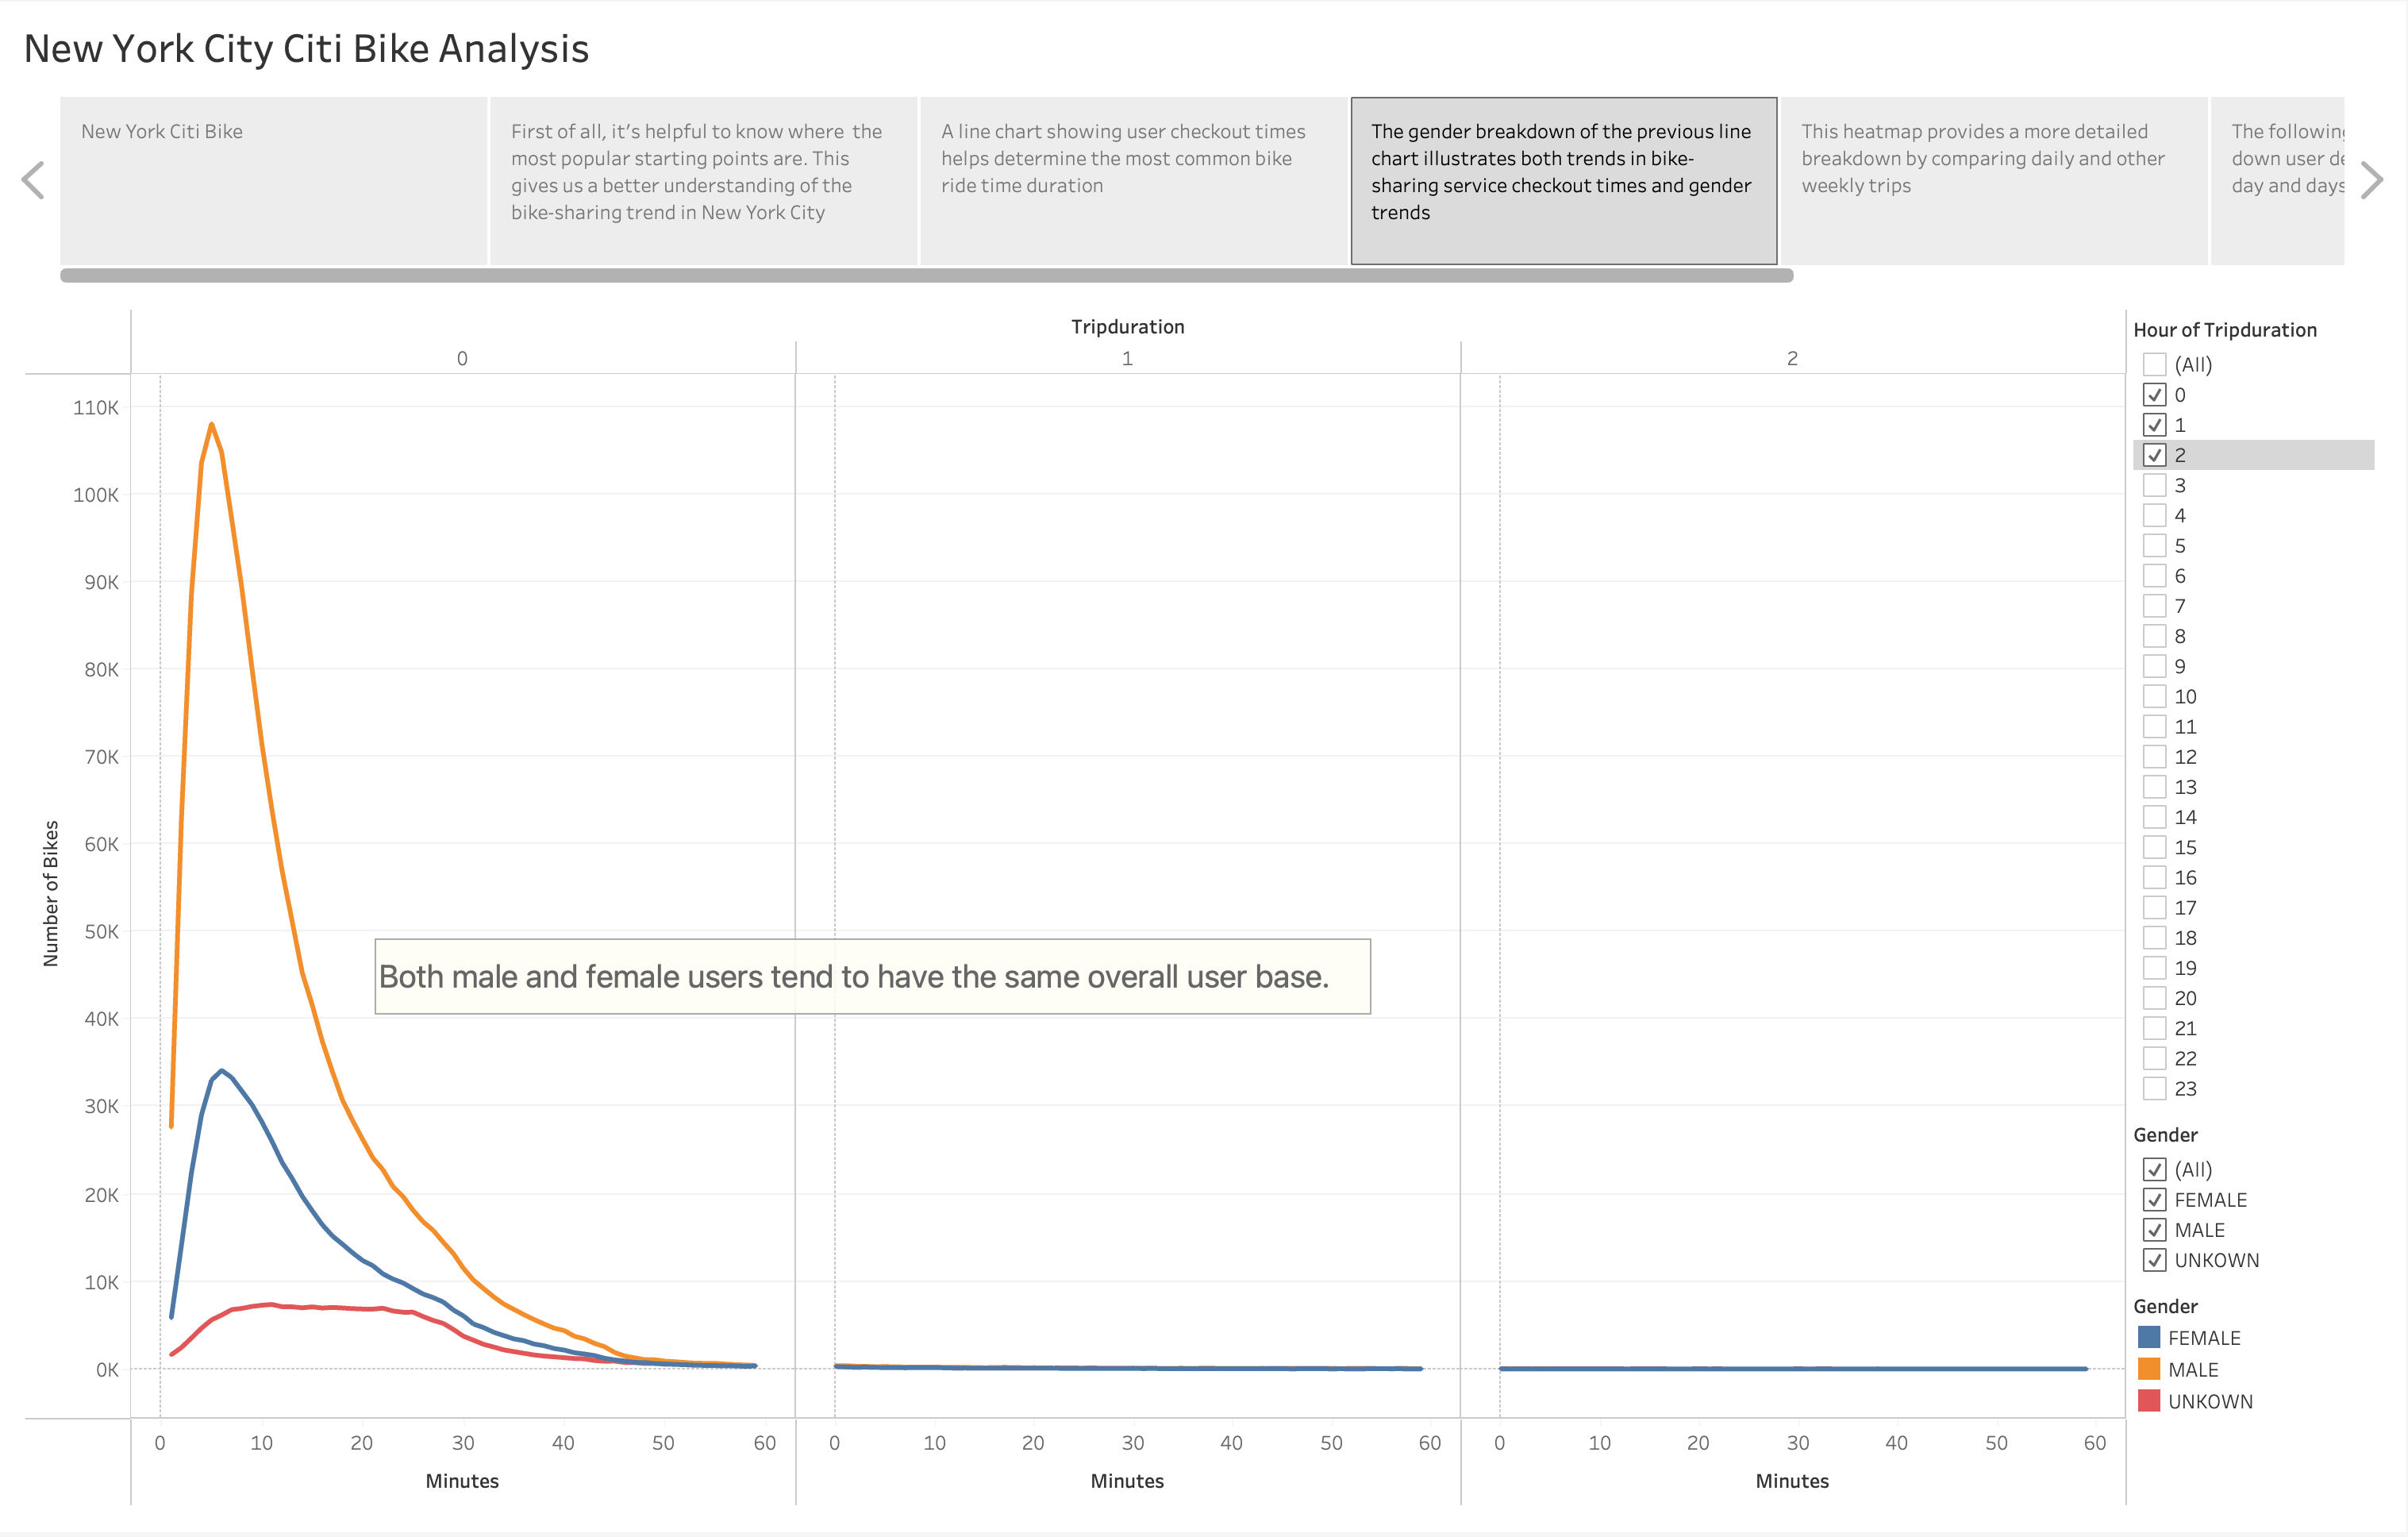 New York City Citi Bike Analysis
New York Citi Bike
First of all, it's helpful to know where  the
most popular starting points are. This
gives us a better understanding of the
bike-sharing trend in New York City
A line chart showing user checkout times
helps determine the most common bike
ride time duration
The gender breakdown of the previous line
chart illustrates both trends in bike-
sharing service checkout times and gender
trends
This heatmap provides a more detailed
breakdown by comparing daily and other
weekly trips
The following
down user de
day and days
Tripduration
0 1 2
110K
100K
90K
80K
70K
60K
50K
40K
30K
20K
10K
0K
Number of Bikes
Both male and female users tend to have the same overall user base.
0 10 20 30 40 50 60 0 10 20 30 40 50 60 0 10 20 30 40 50 60
Minutes Minutes Minutes
Hour of Tripduration
(All)
0
1
2
3
4
5
6
7
8
9
10
11
12
13
14
15
16
17
18
19
20
21
22
23
Gender
(All)
FEMALE
MALE
UNKOWN
Gender
FEMALE
MALE
UNKOWN